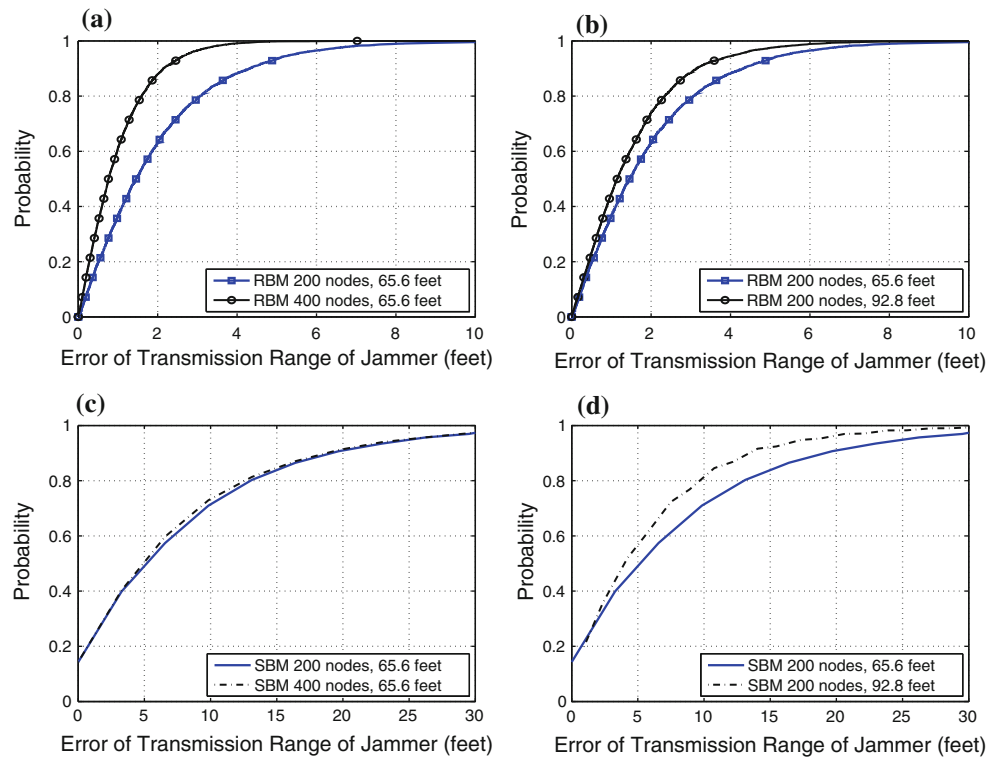 (a)
1
0.8
0.6
0.4
0.2
0
Probability
RBM 200 nodes, 65.6 feet
RBM 400 nodes, 65.6 feet
0 2 4 6 8 10
Error of Transmission Range of Jammer (feet)
(b)
1
0.8
0.6
0.4
0.2
0
Probability
RBM 200 nodes, 65.6 feet
RBM 200 nodes, 92.8 feet
0 2 4 6 8 10
Error of Transmission Range of Jammer (feet)
(c)
1
0.8
0.6
0.4
0.2
0
Probability
SBM 200 nodes, 65.6 feet
SBM 400 nodes, 65.6 feet
0 5 10 15 20 25 30
Error of Transmission Range of Jammer (feet)
(d)
1
0.8
0.6
0.4
0.2
0
Probability
SBM 200 nodes, 65.6 feet
SBM 200 nodes, 92.8 feet
0 5 10 15 20 25 30
Error of Transmission Range of Jammer (feet)